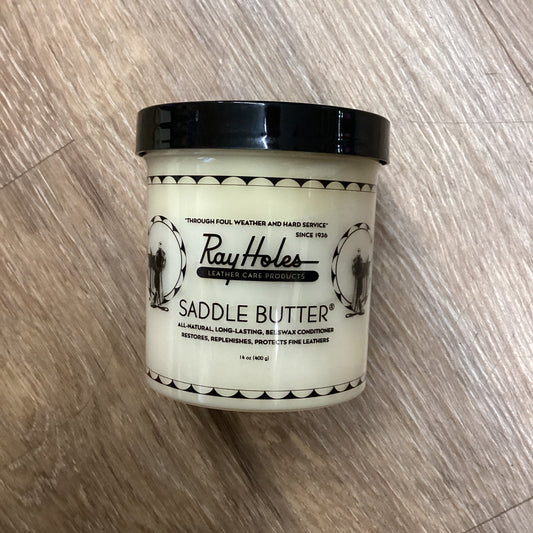 "THROUGH FOUL WEATHER AND HARD SERVICE"
SINCE 1936
Ray Holes
LEATHER CARE PRODUCTS
SADDLE BUTTER®
ALL-NATURAL, LONG-LASTING, BEESWAX CONDITIONER
RESTORES, REPLENISHES, PROTECTS FINE LEATHERS
14 oz (400 g)